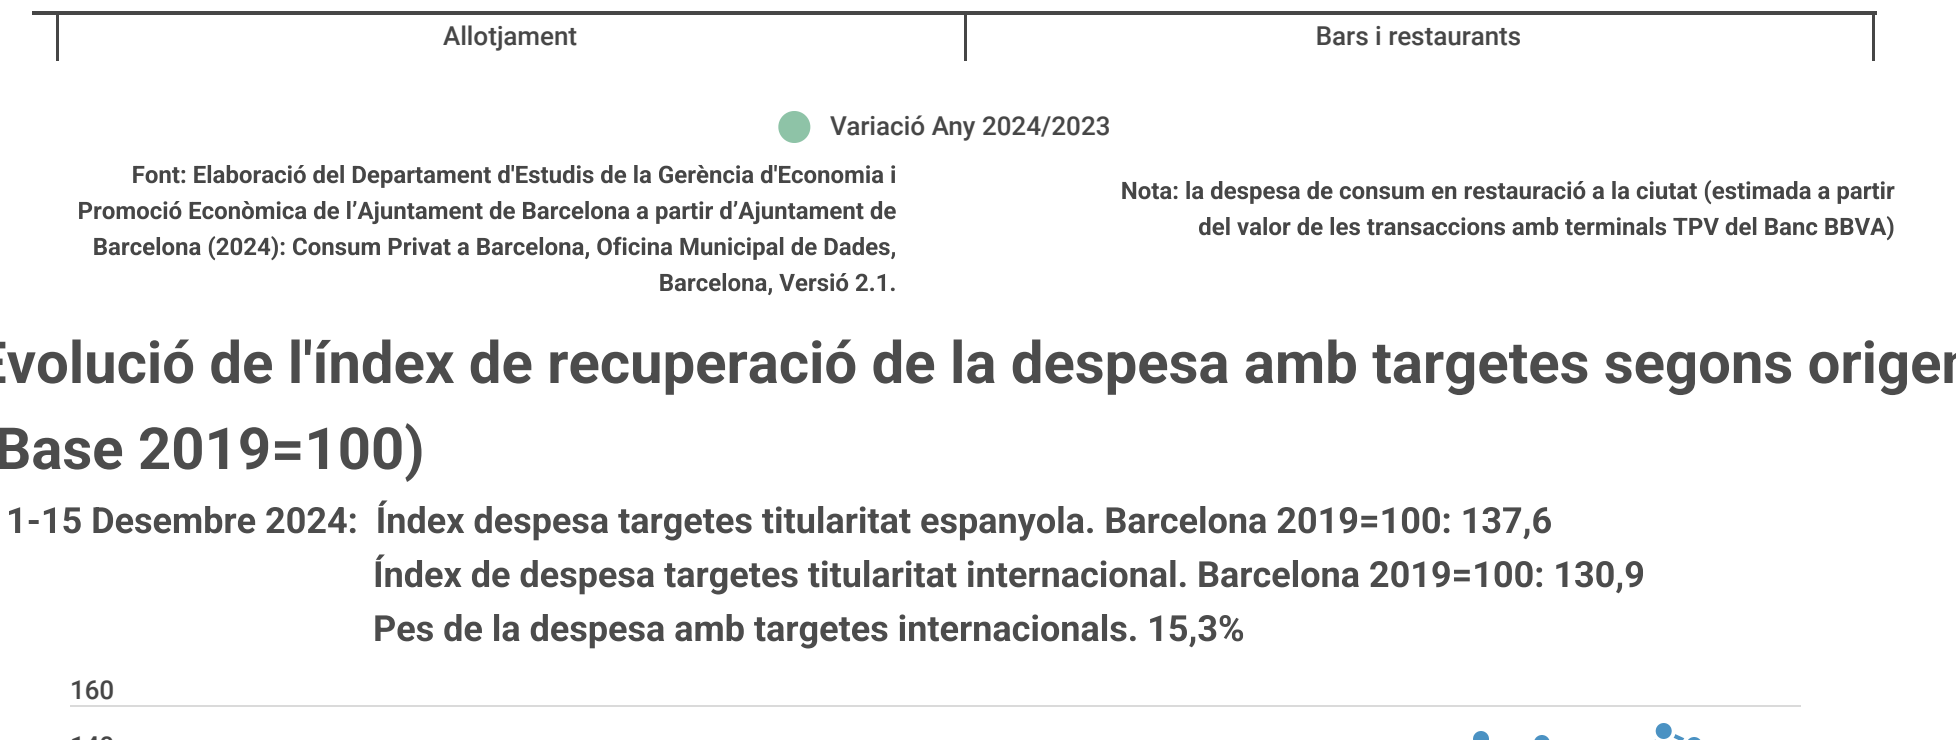 Allotjament
Bars i restaurants
Variació Any 2024/2023
Font: Elaboració del Departament d'Estudis de la Gerència d'Economia i
Promoció Econòmica de l’Ajuntament de Barcelona a partir d’Ajuntament de
Barcelona (2024): Consum Privat a Barcelona, Oficina Municipal de Dades,
Barcelona, Versió 2.1.
Nota: la despesa de consum en restauració a la ciutat (estimada a partir
del valor de les transaccions amb terminals TPV del Banc BBVA)
Evolució de l'índex de recuperació de la despesa amb targetes segons origen
Base 2019=100)
1-15 Desembre 2024: Índex despesa targetes titularitat espanyola. Barcelona 2019=100: 137,6
Índex de despesa targetes titularitat internacional. Barcelona 2019=100: 130,9
Pes de la despesa amb targetes internacionals. 15,3%
160